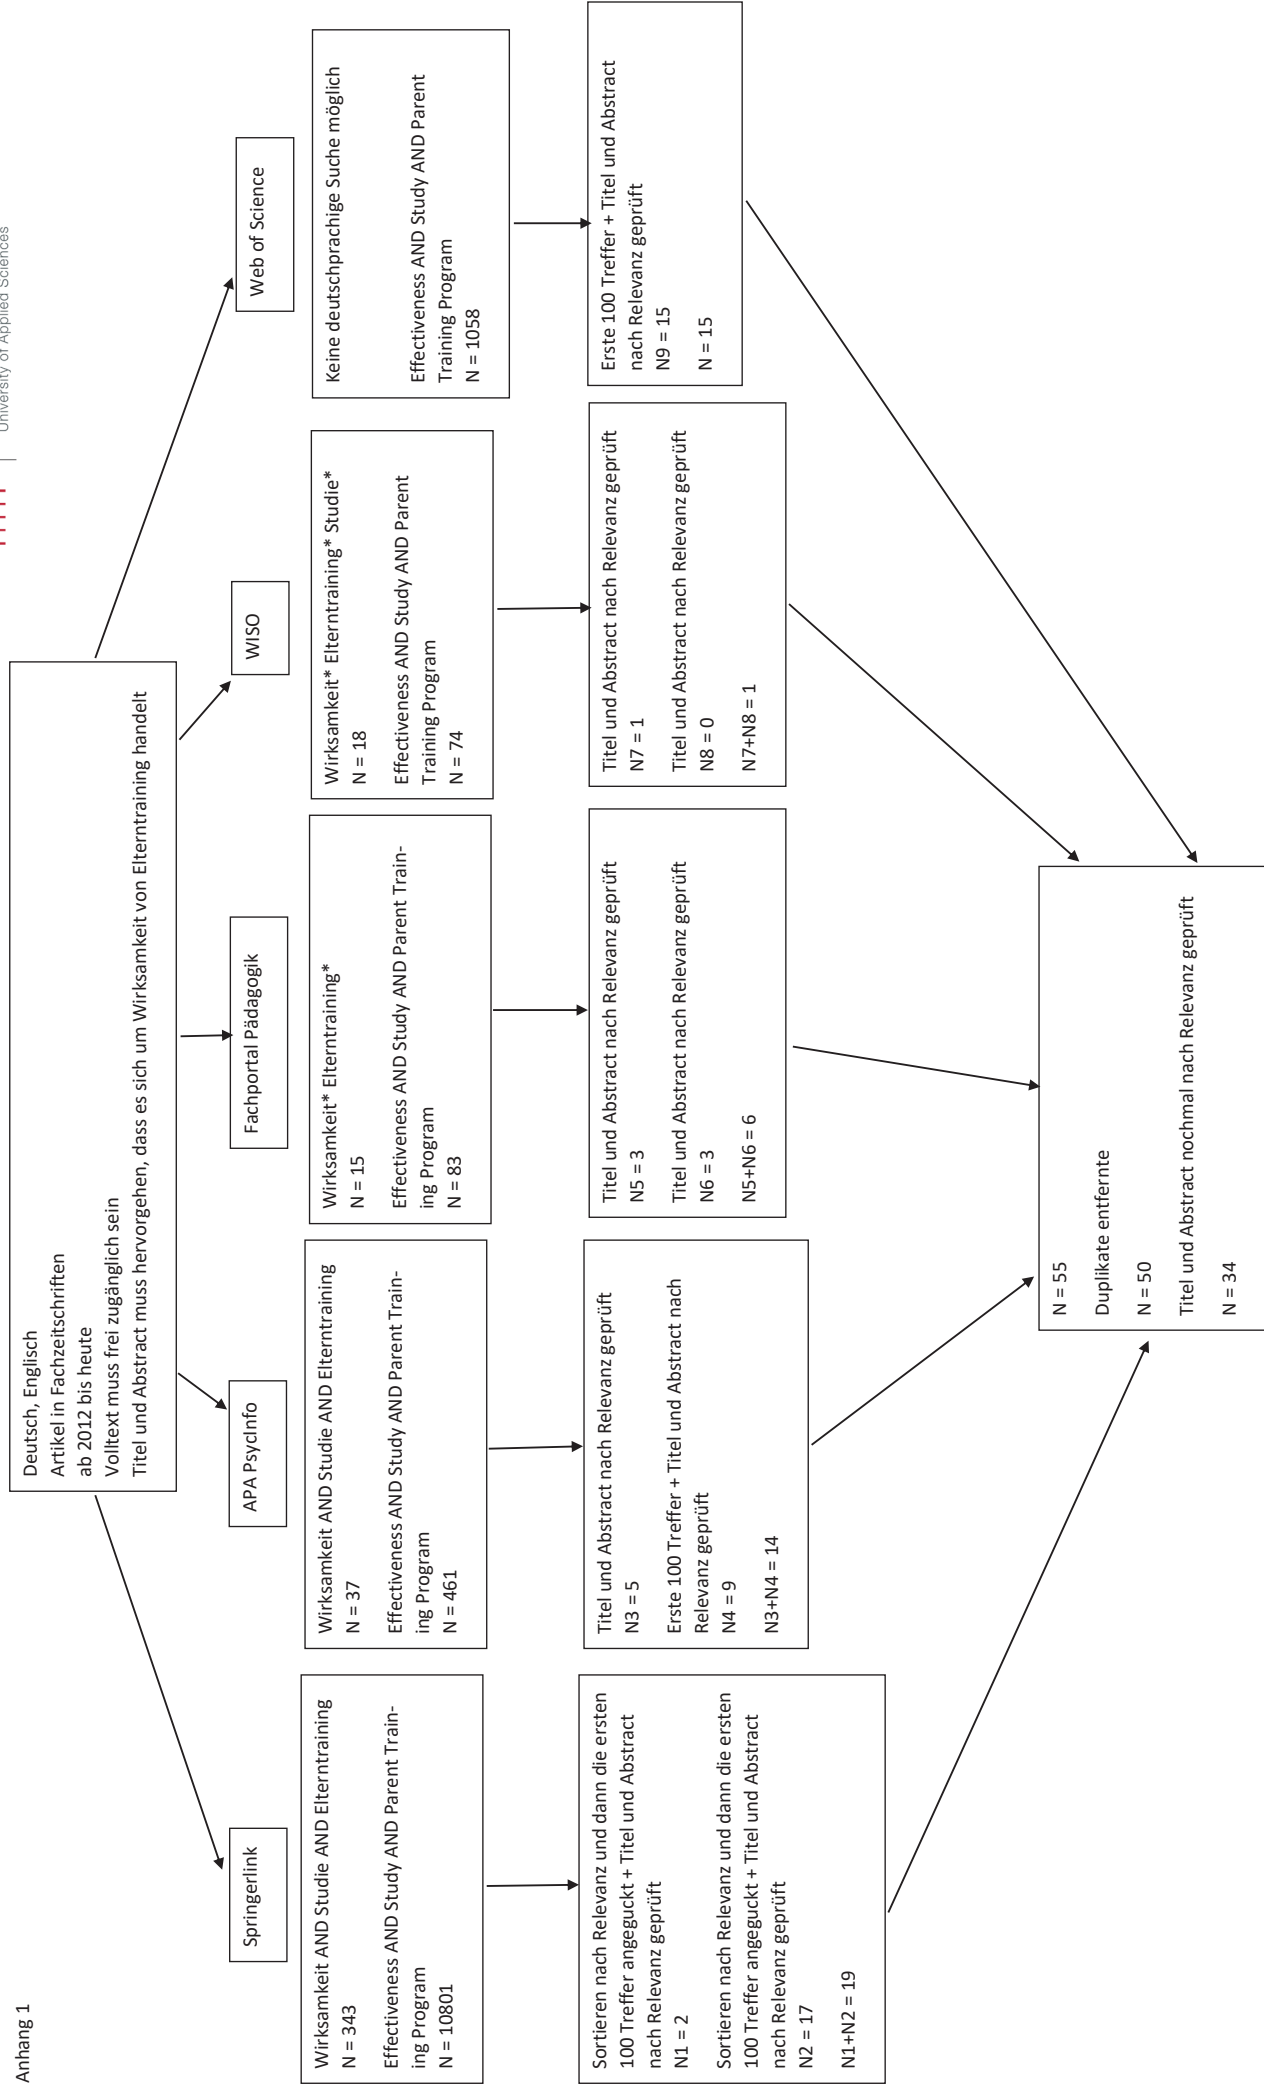 University of Applied Sciences
Anhang 1
Deutsch, Englisch
Artikel in Fachzeitschriften
ab 2012 bis heute
Volltext muss frei zugänglich sein
Titel und Abstract muss hervorgehen, dass es sich um Wirksamkeit von Elterntraining handelt
Springerlink
APA PsycInfo
Fachportal Pädagogik
WISO
Web of Science
Wirksamkeit AND Studie AND Elterntraining
N = 343
Effectiveness AND Study AND Parent Train-
ing Program
N = 10801
Wirksamkeit AND Studie AND Elterntraining
N = 37
Effectiveness AND Study AND Parent Train-
ing Program
N = 461
Wirksamkeit* Elterntraining*
N = 15
Effectiveness AND Study AND Parent Train-
ing Program
N = 83
Wirksamkeit* Elterntraining* Studie*
N = 18
Effectiveness AND Study AND Parent
Training Program
N = 74
Keine deutschprachige Suche möglich
Effectiveness AND Study AND Parent
Training Program
N = 1058
Sortieren nach Relevanz und dann die ersten
100 Treffer angeguckt + Titel und Abstract
nach Relevanz geprüft
N1 = 2
Sortieren nach Relevanz und dann die ersten
100 Treffer angeguckt + Titel und Abstract
nach Relevanz geprüft
N2 = 17
N1+N2 = 19
Titel und Abstract nach Relevanz geprüft
N3 = 5
Erste 100 Treffer + Titel und Abstract nach
Relevanz geprüft
N4 = 9
N3+N4 = 14
Titel und Abstract nach Relevanz geprüft
N5 = 3
Titel und Abstract nach Relevanz geprüft
N6 = 3
N5+N6 = 6
Titel und Abstract nach Relevanz geprüft
N7 = 1
Titel und Abstract nach Relevanz geprüft
N8 = 0
N7+N8 = 1
Erste 100 Treffer + Titel und Abstract
nach Relevanz geprüft
N9 = 15
N = 15
N = 55
Duplikate entfernte
N = 50
Titel und Abstract nochmal nach Relevanz geprüft
N = 34